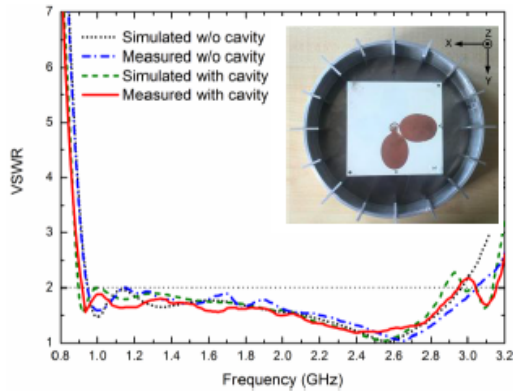 7
6
5
4
3
2
1
VSWR
Simulated w/o cavity
Measured w/o cavity
Simulated with cavity
Measured with cavity
Z
X
Y
0.8 1.0 1.2 1.4 1.6 1.8 2.0 2.2 2.4 2.6 2.8 3.0 3.2
Frequency (GHz)